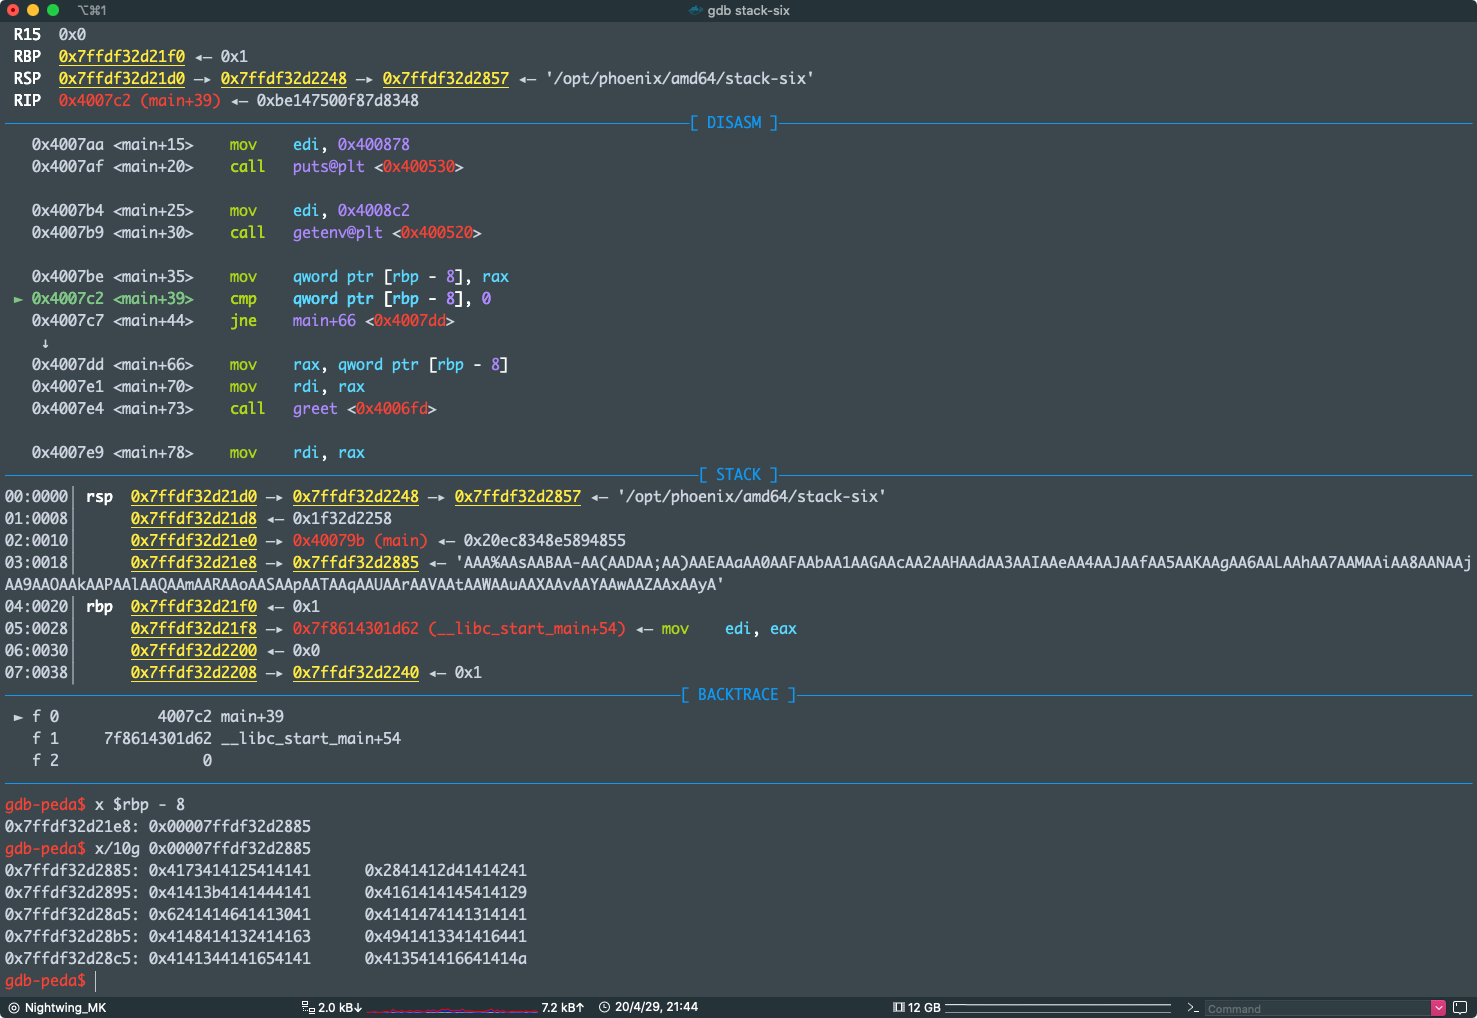 ⌥⌘1
gdb stack-six
R15 0x0
RBP 0x7ffdf32d21f0 ◂— 0x1
RSP 0x7ffdf32d21d0 —▸ 0x7ffdf32d2248 —▸ 0x7ffdf32d2857 ◂— '/opt/phoenix/amd64/stack-six'
RIP 0x4007c2 (main+39) ◂— 0xbe147500f87d8348
[ DISASM ]
0x4007aa <main+15> mov edi, 0x400878
0x4007af <main+20> call puts@plt <0x400530>
0x4007b4 <main+25> mov edi, 0x4008c2
0x4007b9 <main+30> call getenv@plt <0x400520>
0x4007be <main+35> mov qword ptr [rbp - 8], rax
► 0x4007c2 <main+39> cmp qword ptr [rbp - 8], 0
0x4007c7 <main+44> jne main+66 <0x4007dd>
↓
0x4007dd <main+66> mov rax, qword ptr [rbp - 8]
0x4007e1 <main+70> mov rdi, rax
0x4007e4 <main+73> call greet <0x4006fd>
0x4007e9 <main+78> mov rdi, rax
[ STACK ]
00:0000│ rsp 0x7ffdf32d21d0 —▸ 0x7ffdf32d2248 —▸ 0x7ffdf32d2857 ◂— '/opt/phoenix/amd64/stack-six'
01:0008│ 0x7ffdf32d21d8 ◂— 0x1f32d2258
02:0010│ 0x7ffdf32d21e0 —▸ 0x40079b (main) ◂— 0x20ec8348e5894855
03:0018│ 0x7ffdf32d21e8 —▸ 0x7ffdf32d2885 ◂— 'AAA%AAsAABAA-AA(AADAA;AA)AAEAAaAA0AAFAAbAA1AAGAAcAA2AAHAAdAA3AAIAAeAA4AAJAAfAA5AAKAAgAA6AALAAhAA7AAMAAiAA8AANAAj
AA9AAOAAkAAPAAlAAQAAmAARAAoAASAApAATAAqAAUAArAAVAAtAAWAAuAAXAAvAAYAAwAAZAAxAAyA'
04:0020│ rbp 0x7ffdf32d21f0 ◂— 0x1
05:0028│ 0x7ffdf32d21f8 —▸ 0x7f8614301d62 (__libc_start_main+54) ◂— mov edi, eax
06:0030│ 0x7ffdf32d2200 ◂— 0x0
07:0038│ 0x7ffdf32d2208 —▸ 0x7ffdf32d2240 ◂— 0x1
[ BACKTRACE ]
► f 0 4007c2 main+39
f 1 7f8614301d62 __libc_start_main+54
f 2 0
gdb-peda$ x $rbp - 8
0x7ffdf32d21e8: 0x00007ffdf32d2885
gdb-peda$ x/10g 0x00007ffdf32d2885
0x7ffdf32d2885: 0x4173414125414141 0x2841412d41414241
0x7ffdf32d2895: 0x41413b4141444141 0x4161414145414129
0x7ffdf32d28a5: 0x6241414641413041 0x4141474141314141
0x7ffdf32d28b5: 0x4148414132414163 0x4941413341416441
0x7ffdf32d28c5: 0x4141344141654141 0x413541416641414a
gdb-peda$
Nightwing_MK 2.0 kB↓ 7.2 kB↑ 20/4/29, 21:44 12 GB >_ Command